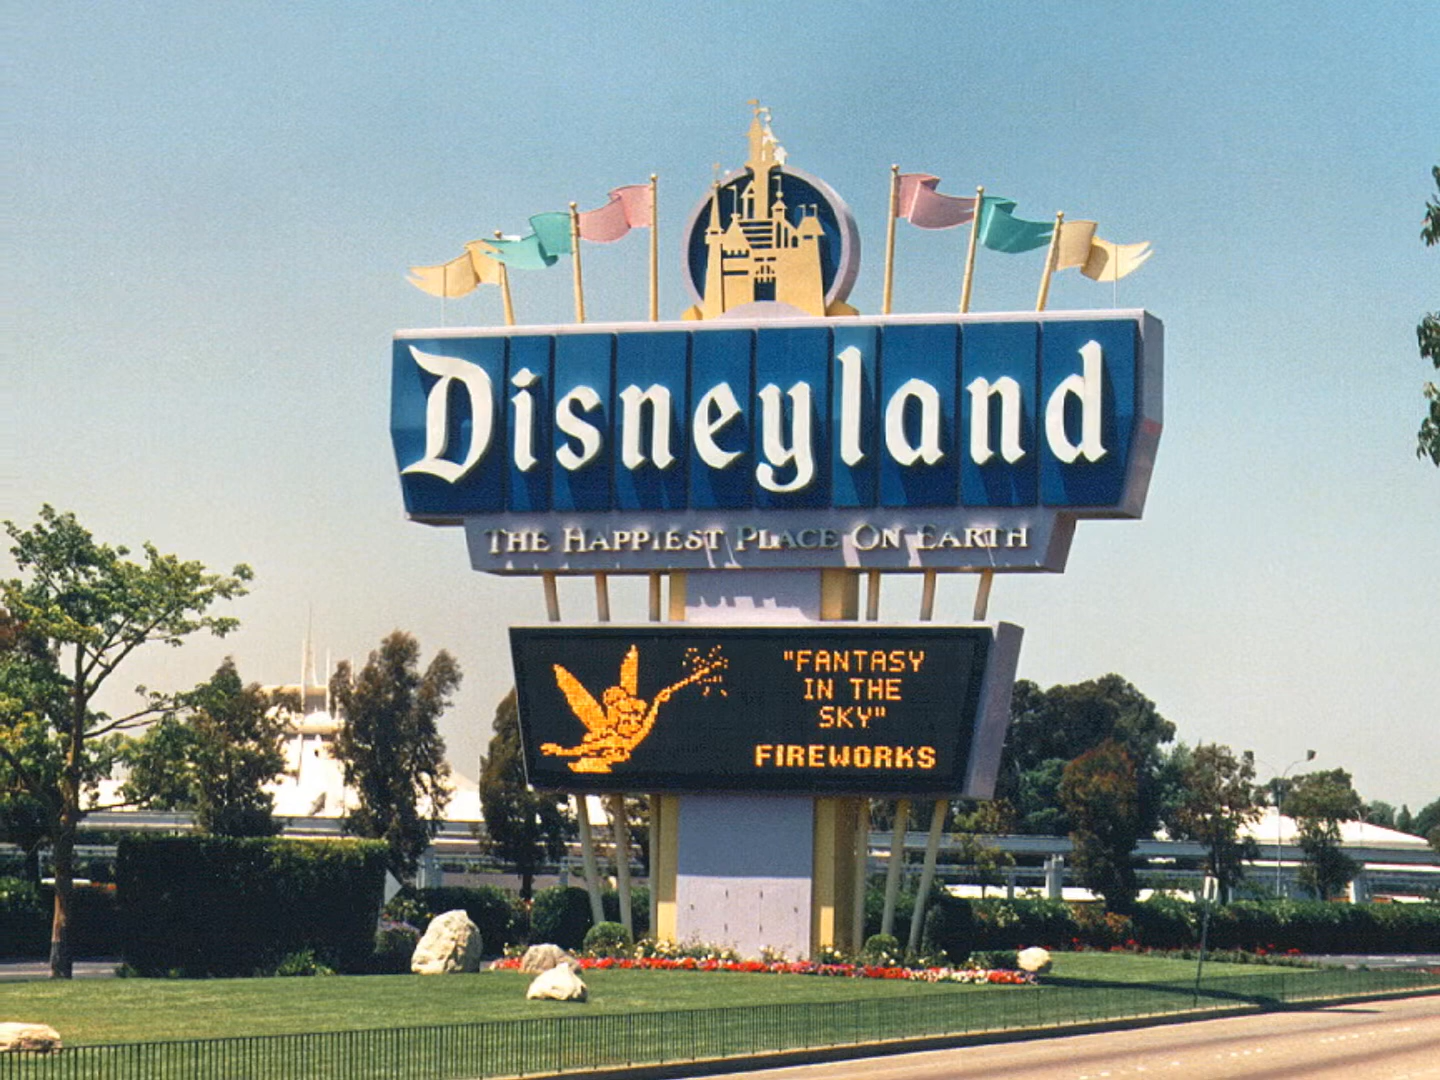 Disneyland
THE HAPPIEST PLACE ON EARTH
"FANTASY
IN THE
SKY"
FIREWORKS